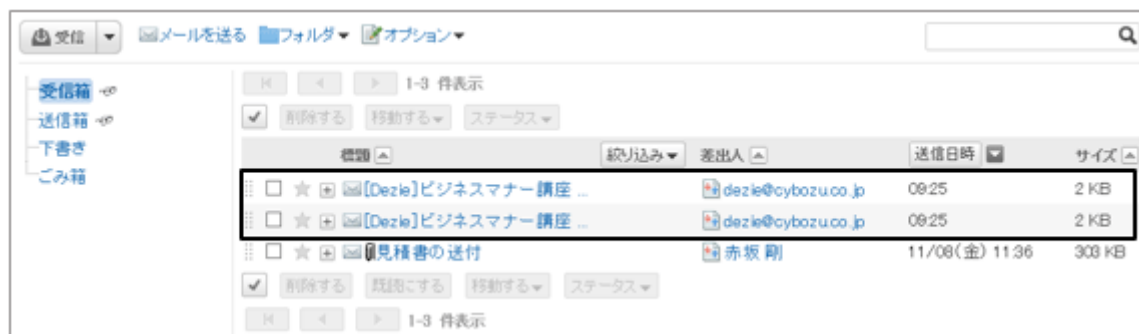 受信 メールを送る フォルダ オプション
受信箱
送信箱
下書き
ごみ箱
1-3 件表示
削除する 移動する ステータス
標題 絞り込み 差出人 送信日時 サイズ
[Dezie]ビジネスマナー講座 ... dezie@cybozu.co.jp 09:25 2 KB
[Dezie]ビジネスマナー講座 ... dezie@cybozu.co.jp 09:25 2 KB
見積書の送付 赤坂 剛 11/08(金) 11:36 303 KB
削除する 既読にする 移動する ステータス
1-3 件表示